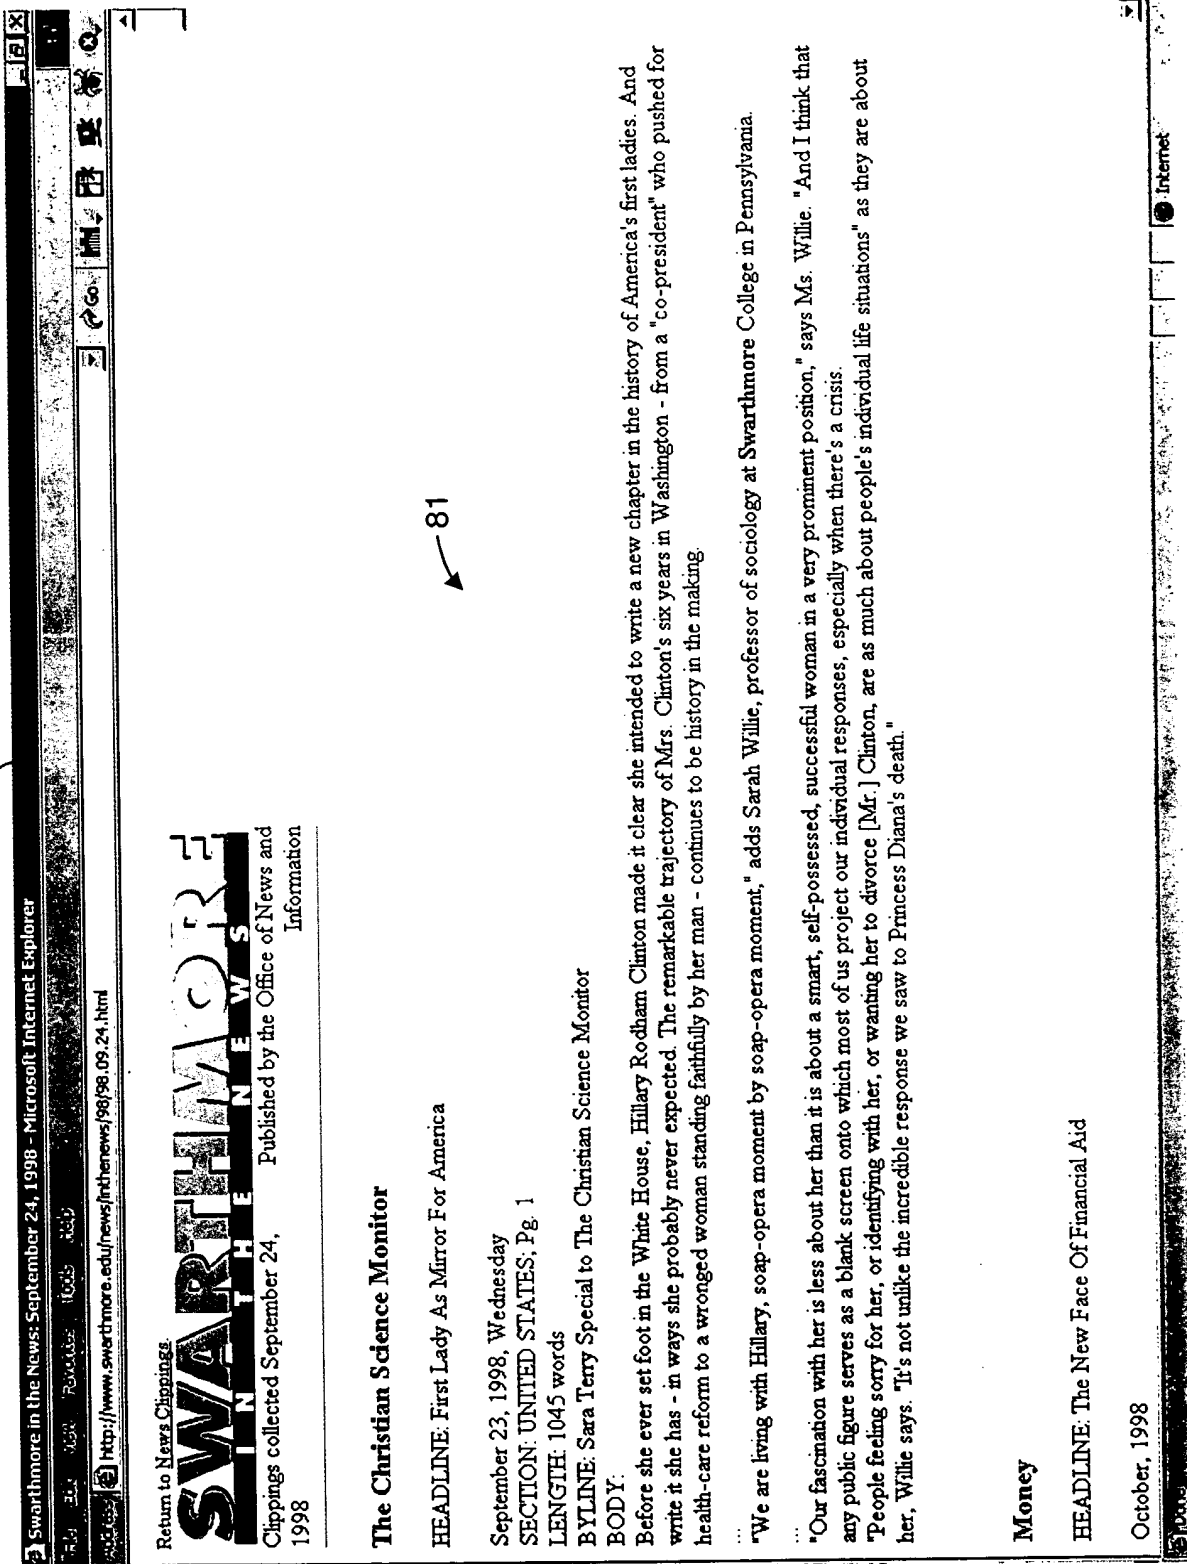 Swarthmore in the News: September 24, 1998 - Microsoft Internet Explorer
File Edit View Favorites Tools Help
Address http://www.swarthmore.edu/news/inthenews/98/98.09.24.html
Go
Return to News Clippings
SWARTHMORE
IN THE NEWS
Clippings collected September 24, Published by the Office of News and
1998 Information
The Christian Science Monitor
81
HEADLINE: First Lady As Mirror For America
September 23, 1998, Wednesday
SECTION: UNITED STATES; Pg. 1
LENGTH: 1045 words
BYLINE: Sara Terry Special to The Christian Science Monitor
BODY:
Before she ever set foot in the White House, Hillary Rodham Clinton made it clear she intended to write a new chapter in the history of America's first ladies. And
write it she has - in ways she probably never expected. The remarkable trajectory of Mrs. Clinton's six years in Washington - from a "co-president" who pushed for
health-care reform to a wronged woman standing faithfully by her man - continues to be history in the making.
...
"We are living with Hillary, soap-opera moment by soap-opera moment," adds Sarah Willie, professor of sociology at Swarthmore College in Pennsylvania.
...
"Our fascination with her is less about her than it is about a smart, self-possessed, successful woman in a very prominent position," says Ms. Willie. "And I think that
any public figure serves as a blank screen onto which most of us project our individual responses, especially when there's a crisis.
"People feeling sorry for her, or identifying with her, or wanting her to divorce [Mr.] Clinton, are as much about people's individual life situations" as they are about
her, Willie says. "It's not unlike the incredible response we saw to Princess Diana's death."
Money
HEADLINE: The New Face Of Financial Aid
October, 1998
Done
Internet